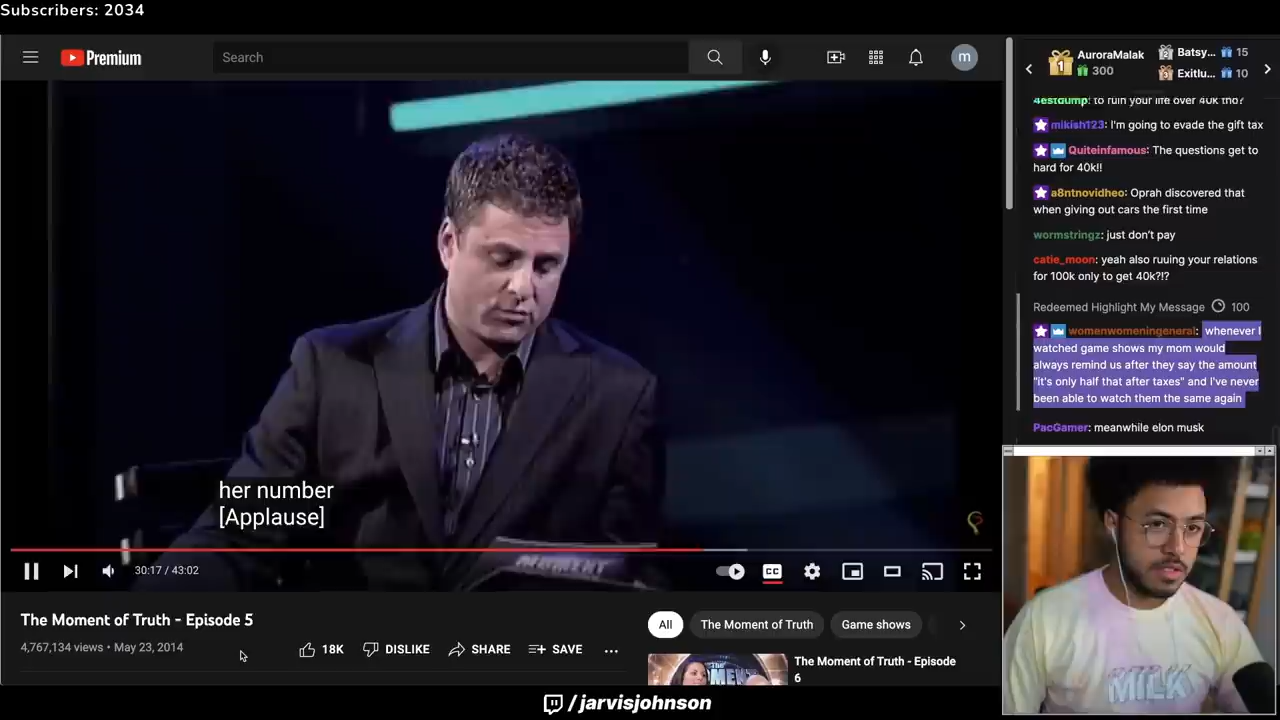 Subscribers: 2034
Premium
Search
m
her number
[Applause]
MOMENT
30:17 / 43:02
CC
The Moment of Truth - Episode 5
4,767,134 views • May 23, 2014
18K
DISLIKE
SHARE
SAVE
All
The Moment of Truth
Game shows
The Moment of Truth - Episode
6
/jarvisjohnson
1
AuroraMalak
300
2
Batsy...
15
3
Exitlu...
10
4estdump: to ruin your life over 40k tho?
mikish123: I'm going to evade the gift tax
Quiteinfamous: The questions get to
hard for 40k!!
a8ntnovidheo: Oprah discovered that
when giving out cars the first time
wormstringz: just don't pay
catie_moon: yeah also ruuing your relations
for 100k only to get 40k?!?
Redeemed Highlight My Message 100
womenwomeningeneral: whenever I
watched game shows my mom would
always remind us after they say the amount
"it's only half that after taxes" and I've never
been able to watch them the same again
PacGamer: meanwhile elon musk
MILK